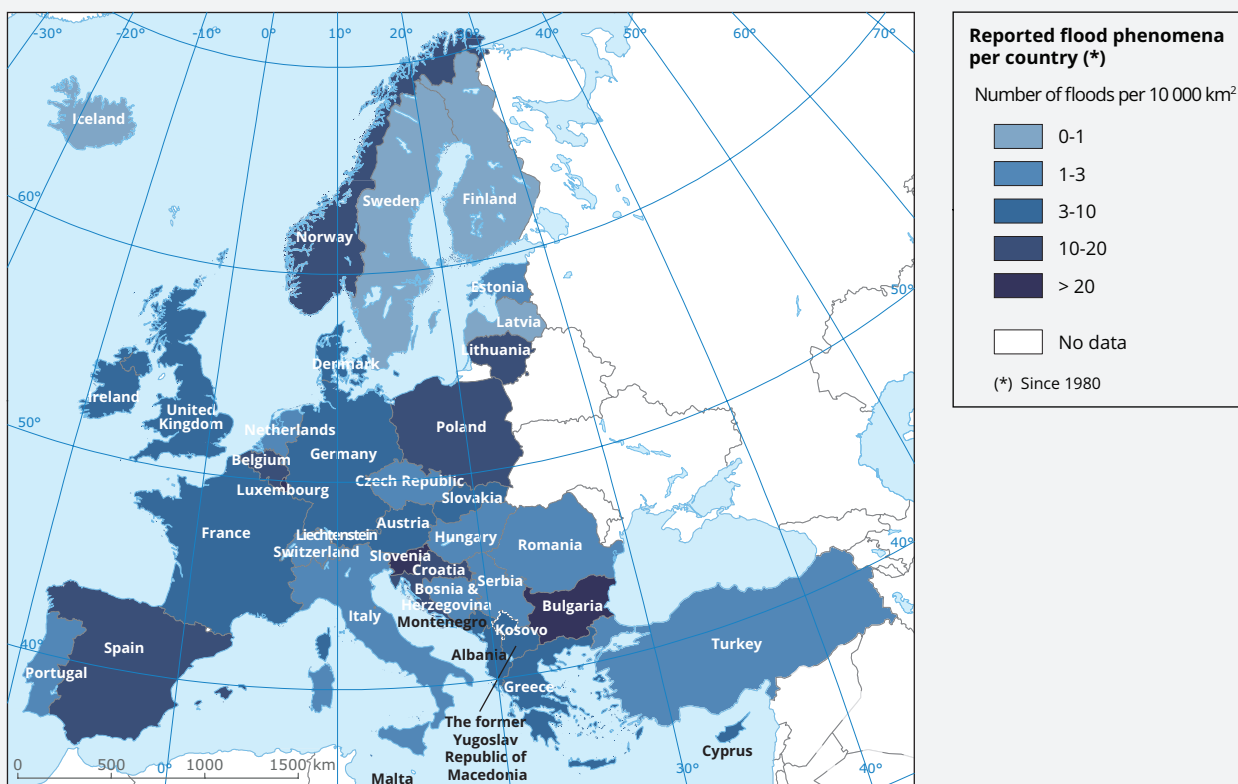 -30°
-20°
-10°
0°
10°
20°
30°
40°
50°
60°
70°
Iceland
60°
Sweden
Finland
Norway
50°
Estonia
Latvia
Lithuania
Denmark
Ireland
United
Kingdom
50°
Netherlands
Poland
Germany
Belgium
Czech Republic
Luxembourg
Slovakia
Austria
France
Liechtenstein
Hungary
Switzerland
Romania
40°
Slovenia
Croatia
Serbia
Bosnia &
Herzegovina
Bulgaria
Italy
Montenegro
Kosovo
Turkey
40°
Spain
Albania
Portugal
Greece
The former
Yugoslav
Republic of
Macedonia
Cyprus
0 500 1000 1500 km
0°
Malta
30°
40°
Reported flood phenomena
per country (*)
Number of floods per 10 000 km²
0-1
1-3
3-10
10-20
> 20
No data
(*) Since 1980